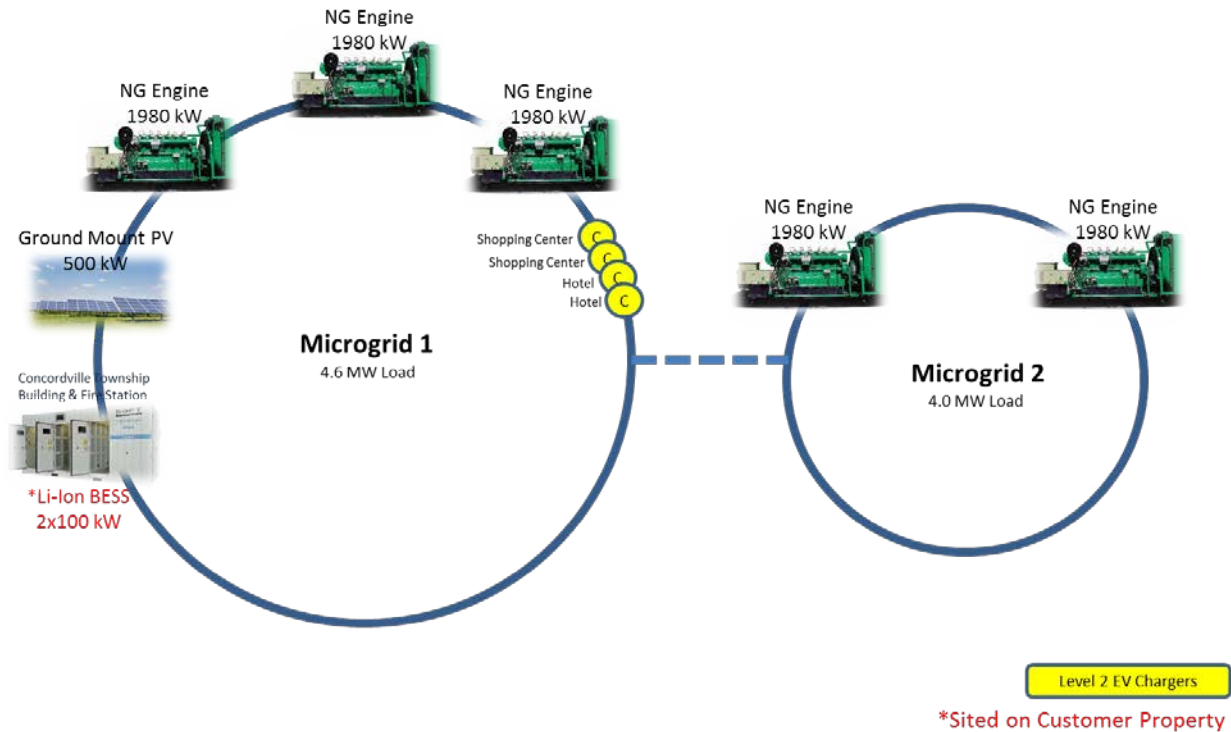 NG Engine
1980 kW
NG Engine
1980 kW
NG Engine
1980 kW
Ground Mount PV
500 kW
Shopping Center
C
Shopping Center
C
Hotel
C
Hotel
C
Microgrid 1
4.6 MW Load
Concordville Township
Building & Fire Station
*Li-Ion BESS
2x100 kW
NG Engine
1980 kW
NG Engine
1980 kW
Microgrid 2
4.0 MW Load
Level 2 EV Chargers
*Sited on Customer Property